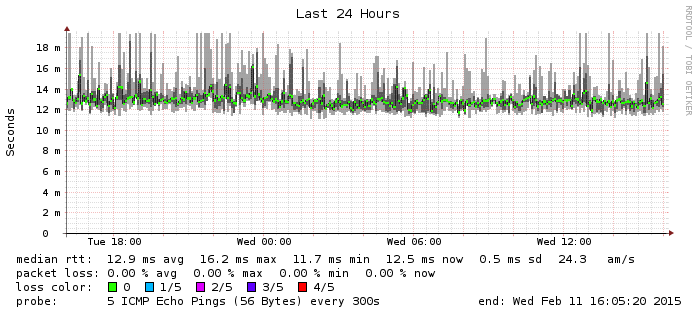 Last 24 Hours
RRDTOOL / TOBI OETIKER
Seconds
18 m
16 m
14 m
12 m
10 m
8 m
6 m
4 m
2 m
0
Tue 18:00 Wed 00:00 Wed 06:00 Wed 12:00
median rtt: 12.9 ms avg 16.2 ms max 11.7 ms min 12.5 ms now 0.5 ms sd 24.3 am/s
packet loss: 0.00 % avg 0.00 % max 0.00 % min 0.00 % now
loss color: 0 1/5 2/5 3/5 4/5
probe: 5 ICMP Echo Pings (56 Bytes) every 300s end: Wed Feb 11 16:05:20 2015